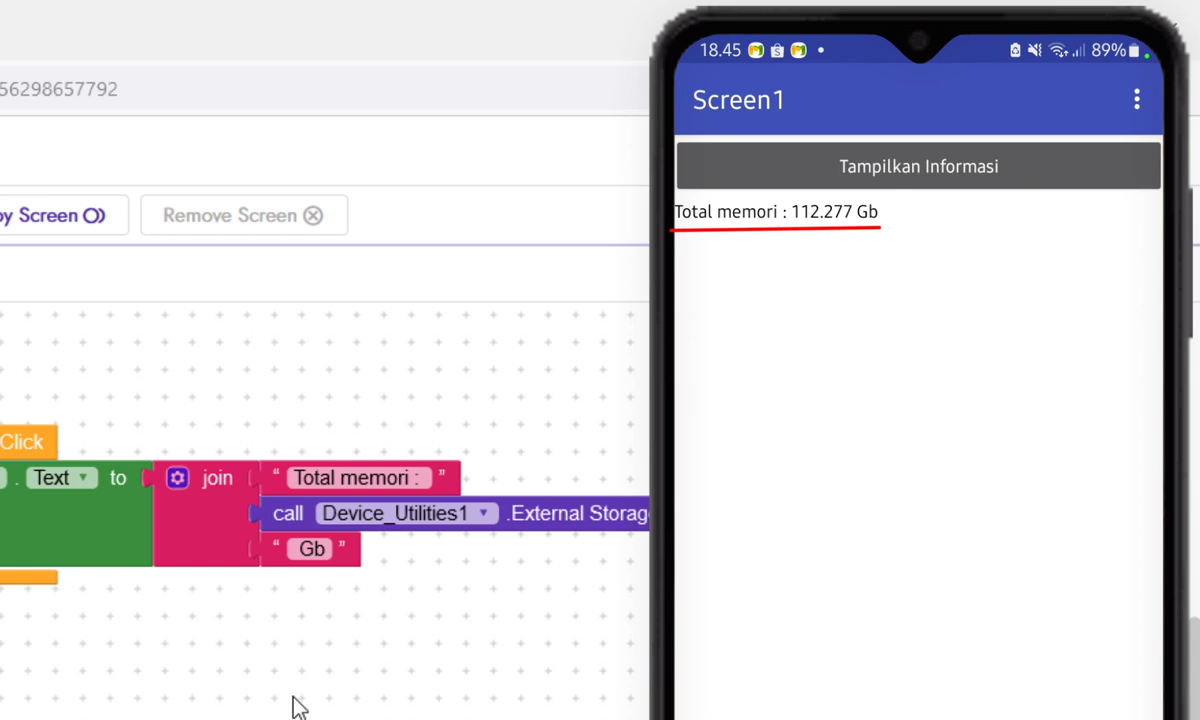 56298657792
py Screen
Remove Screen
Click
. Text to join “ Total memori : ”
call Device_Utilities1 .External Storag
“ Gb ”
18.45
89%
Screen1
Tampilkan Informasi
Total memori : 112.277 Gb